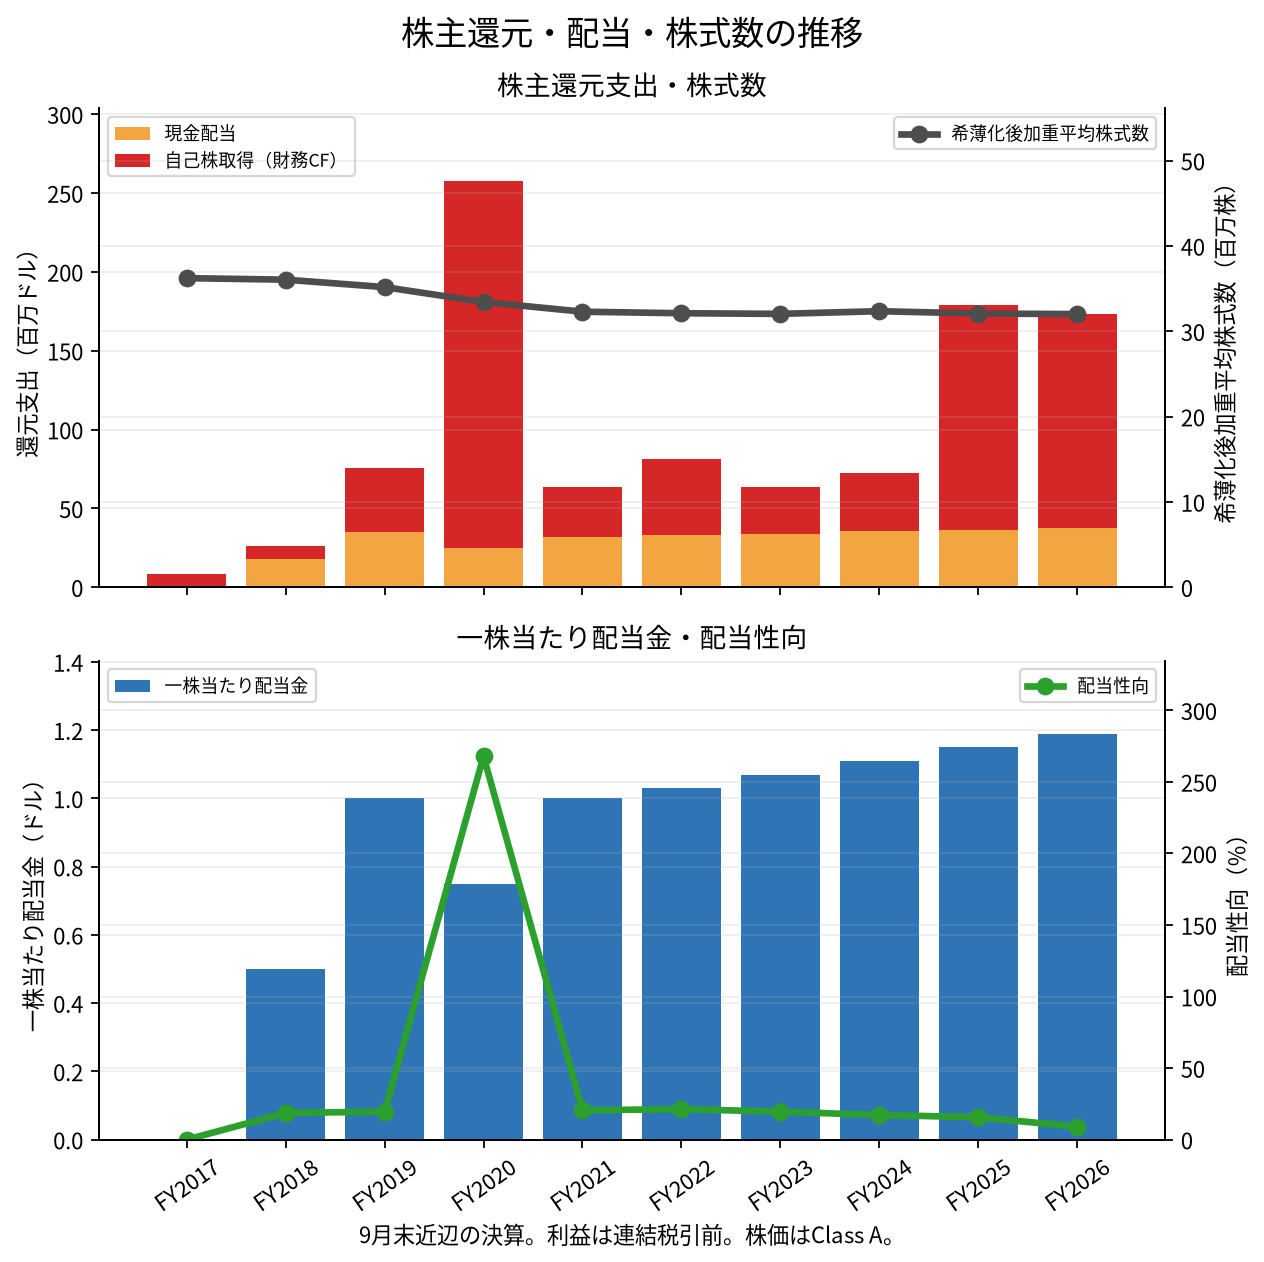 株主還元・配当・株式数の推移
株主還元支出・株式数
現金配当
自己株取得（財務CF）
希薄化後加重平均株式数
還元支出（百万ドル）
300
250
200
150
100
50
0
50
40
30
20
10
0
希薄化後加重平均株式数（百万株）
一株当たり配当金・配当性向
一株当たり配当金
配当性向
一株当たり配当金（ドル）
1.4
1.2
1.0
0.8
0.6
0.4
0.2
0.0
300
250
200
150
100
50
0
配当性向（%）
FY2017 FY2018 FY2019 FY2020 FY2021 FY2022 FY2023 FY2024 FY2025 FY2026
9月末近辺の決算。利益は連結税引前。株価はClass A。